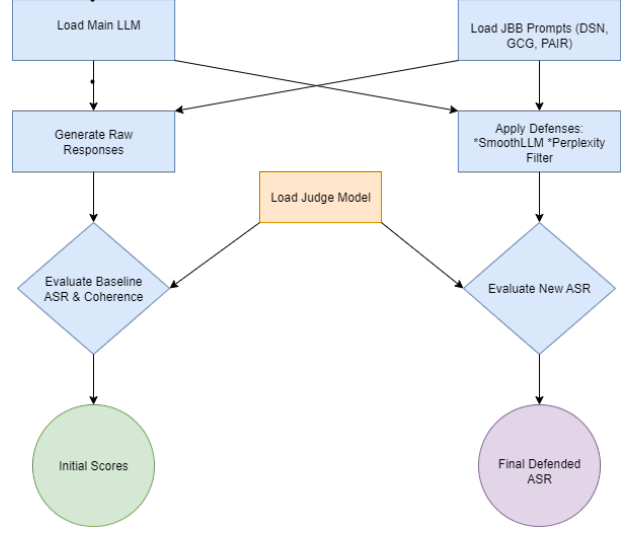 Load Main LLM
Load JBB Prompts (DSN,
GCG, PAIR)
Generate Raw
Responses
Apply Defenses:
*SmoothLLM *Perplexity
Filter
Load Judge Model
Evaluate Baseline
ASR & Coherence
Evaluate New ASR
Initial Scores
Final Defended
ASR